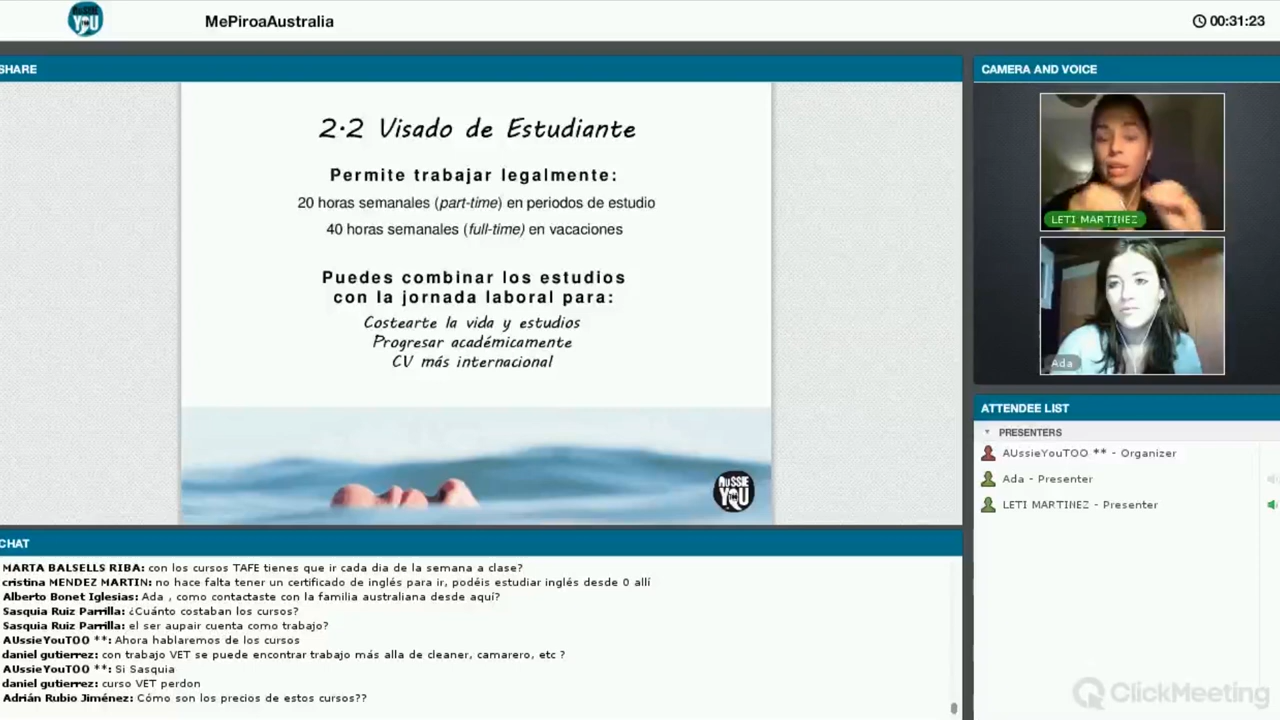 MePiroaAustralia
00:31:23
SHARE
2.2 Visado de Estudiante
Permite trabajar legalmente:
20 horas semanales (part-time) en periodos de estudio
40 horas semanales (full-time) en vacaciones
Puedes combinar los estudios
con la jornada laboral para:
Costearte la vida y estudios
Progresar académicamente
CV más internacional
AUSSIE
YOU
CAMERA AND VOICE
LETI MARTINEZ
Ada
ATTENDEE LIST
PRESENTERS
AUssieYouTOO ** - Organizer
Ada - Presenter
LETI MARTINEZ - Presenter
CHAT
MARTA BALSELLS RIBA: con los cursos TAFE tienes que ir cada dia de la semana a clase?
cristina MENDEZ MARTIN: no hace falta tener un certificado de inglés para ir, podéis estudiar inglés desde 0 allí
Alberto Bonet Iglesias: Ada , como contactaste con la familia australiana desde aquí?
Sasquia Ruiz Parrilla: ¿Cuánto costaban los cursos?
Sasquia Ruiz Parrilla: el ser aupair cuenta como trabajo?
AUssieYouTOO **: Ahora hablaremos de los cursos
daniel gutierrez: con trabajo VET se puede encontrar trabajo más alla de cleaner, camarero, etc ?
AUssieYouTOO **: Si Sasquia
daniel gutierrez: curso VET perdon
Adrián Rubio Jiménez: Cómo son los precios de estos cursos??
ClickMeeting